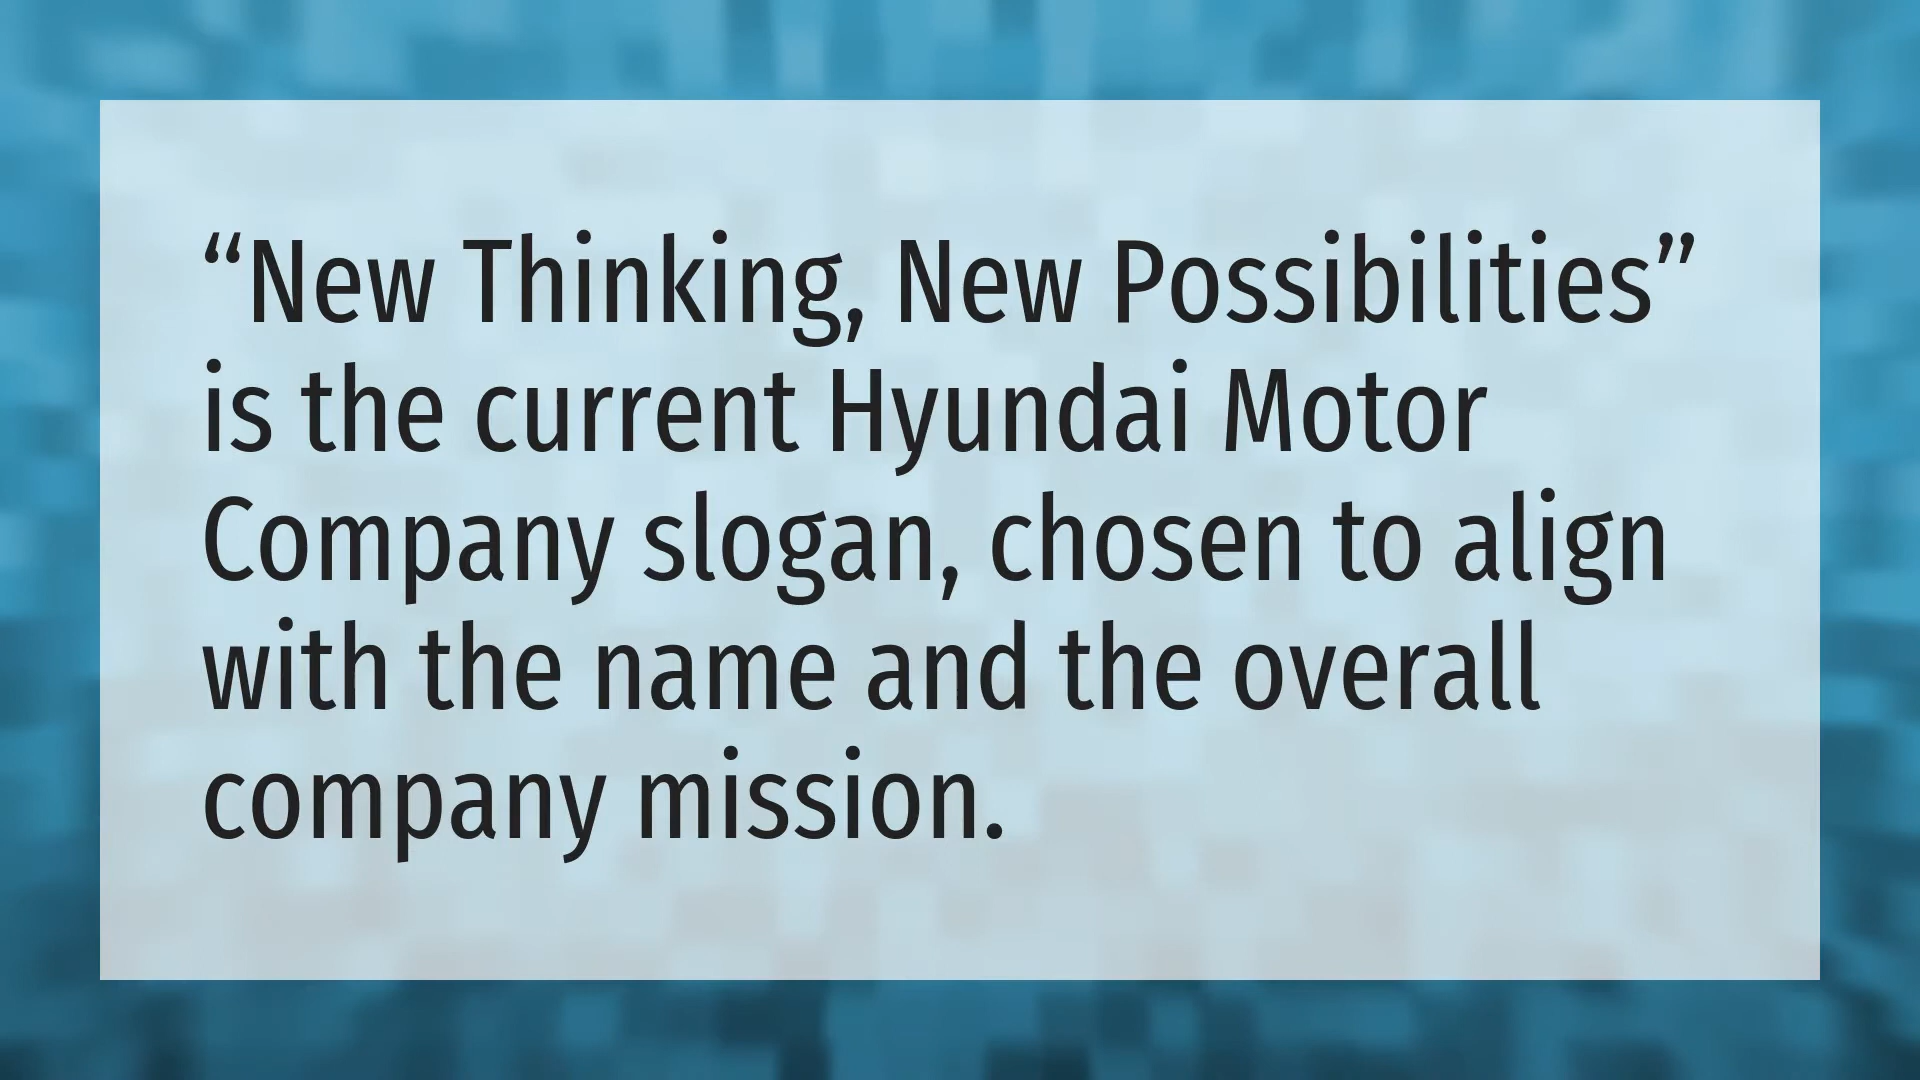 “New Thinking, New Possibilities”
is the current Hyundai Motor
Company slogan, chosen to align
with the name and the overall
company mission.